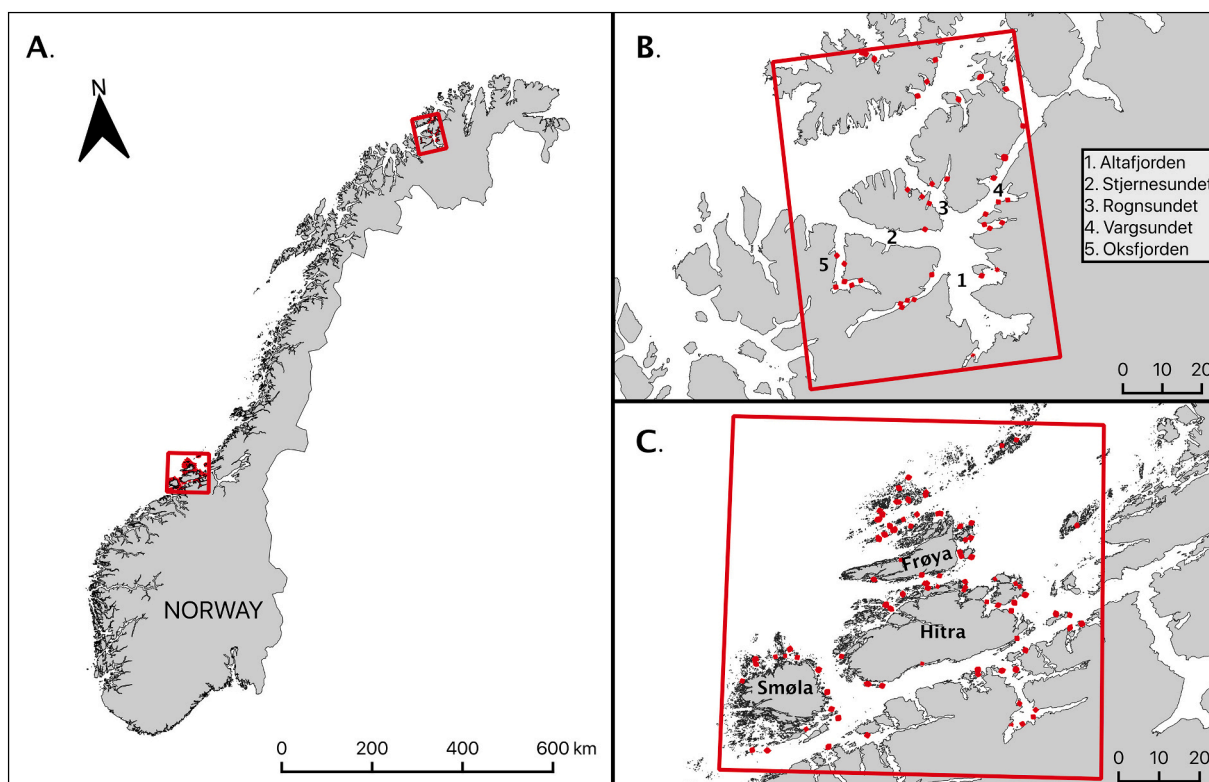 A.
N
NORWAY
0 200 400 600 km
B.
1. Altafjorden
2. Stjernesundet
3. Rognsundet
4. Vargsundet
5. Oksfjorden
4
3
2
5
1
0 10 20
C.
Frøya
Hitra
Smøla
0 10 20